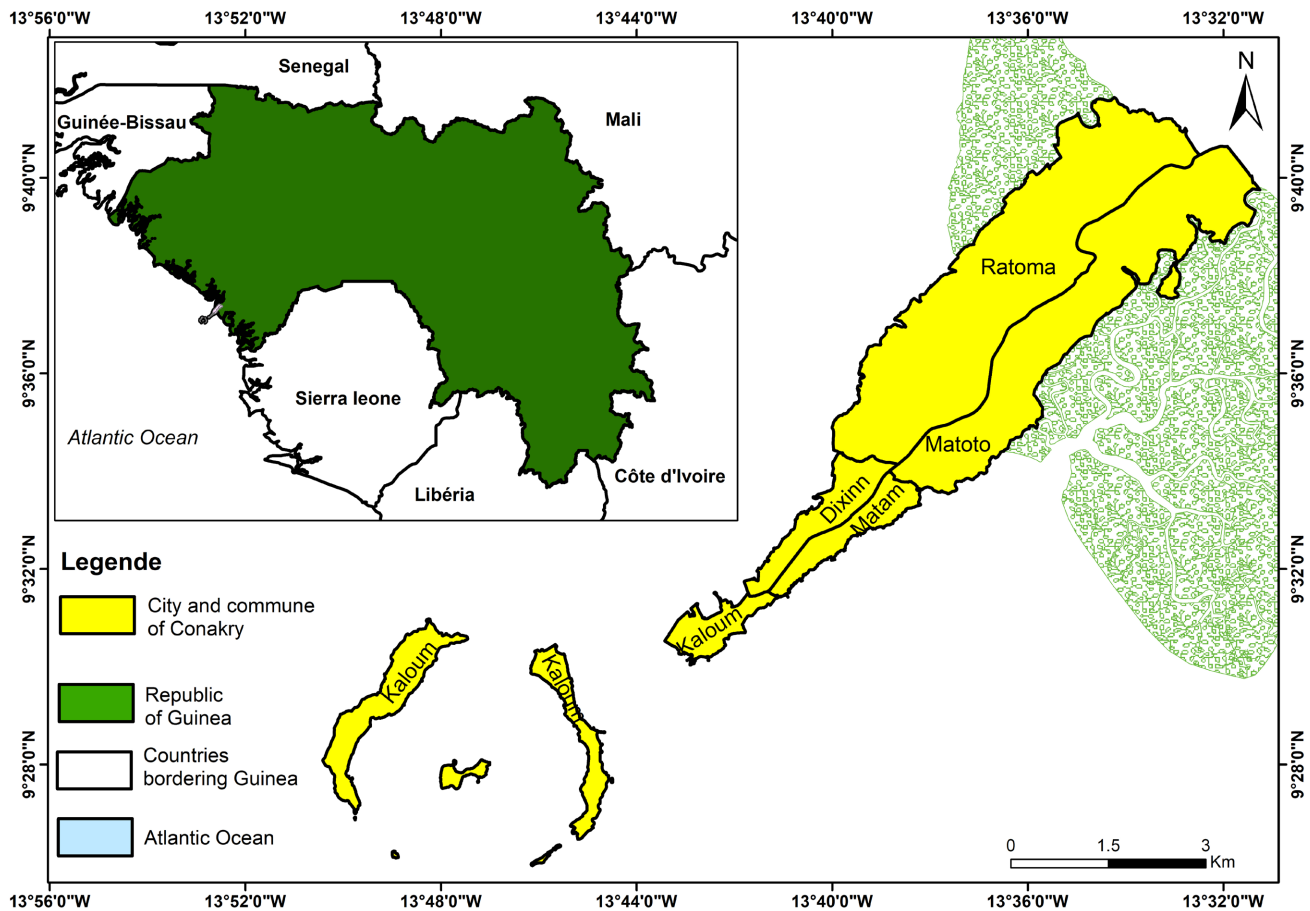 13°56'0"W 13°52'0"W 13°48'0"W 13°44'0"W 13°40'0"W 13°36'0"W 13°32'0"W
Senegal
Guinée-Bissau
Mali
Sierra leone
Atlantic Ocean
Libéria
Côte d'Ivoire
N
Ratoma
Matoto
Dixinn
Matam
Kaloum
Kaloum
Kaloum
9°40'0"N
9°36'0"N
9°32'0"N
9°28'0"N
9°40'0"N
9°36'0"N
9°32'0"N
9°28'0"N
Legende
City and commune
of Conakry
Republic
of Guinea
Countries
bordering Guinea
Atlantic Ocean
0 1.5 3
Km
13°56'0"W 13°52'0"W 13°48'0"W 13°44'0"W 13°40'0"W 13°36'0"W 13°32'0"W